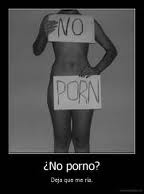 NO
PORN
¿No porno?
Deja que me ría.